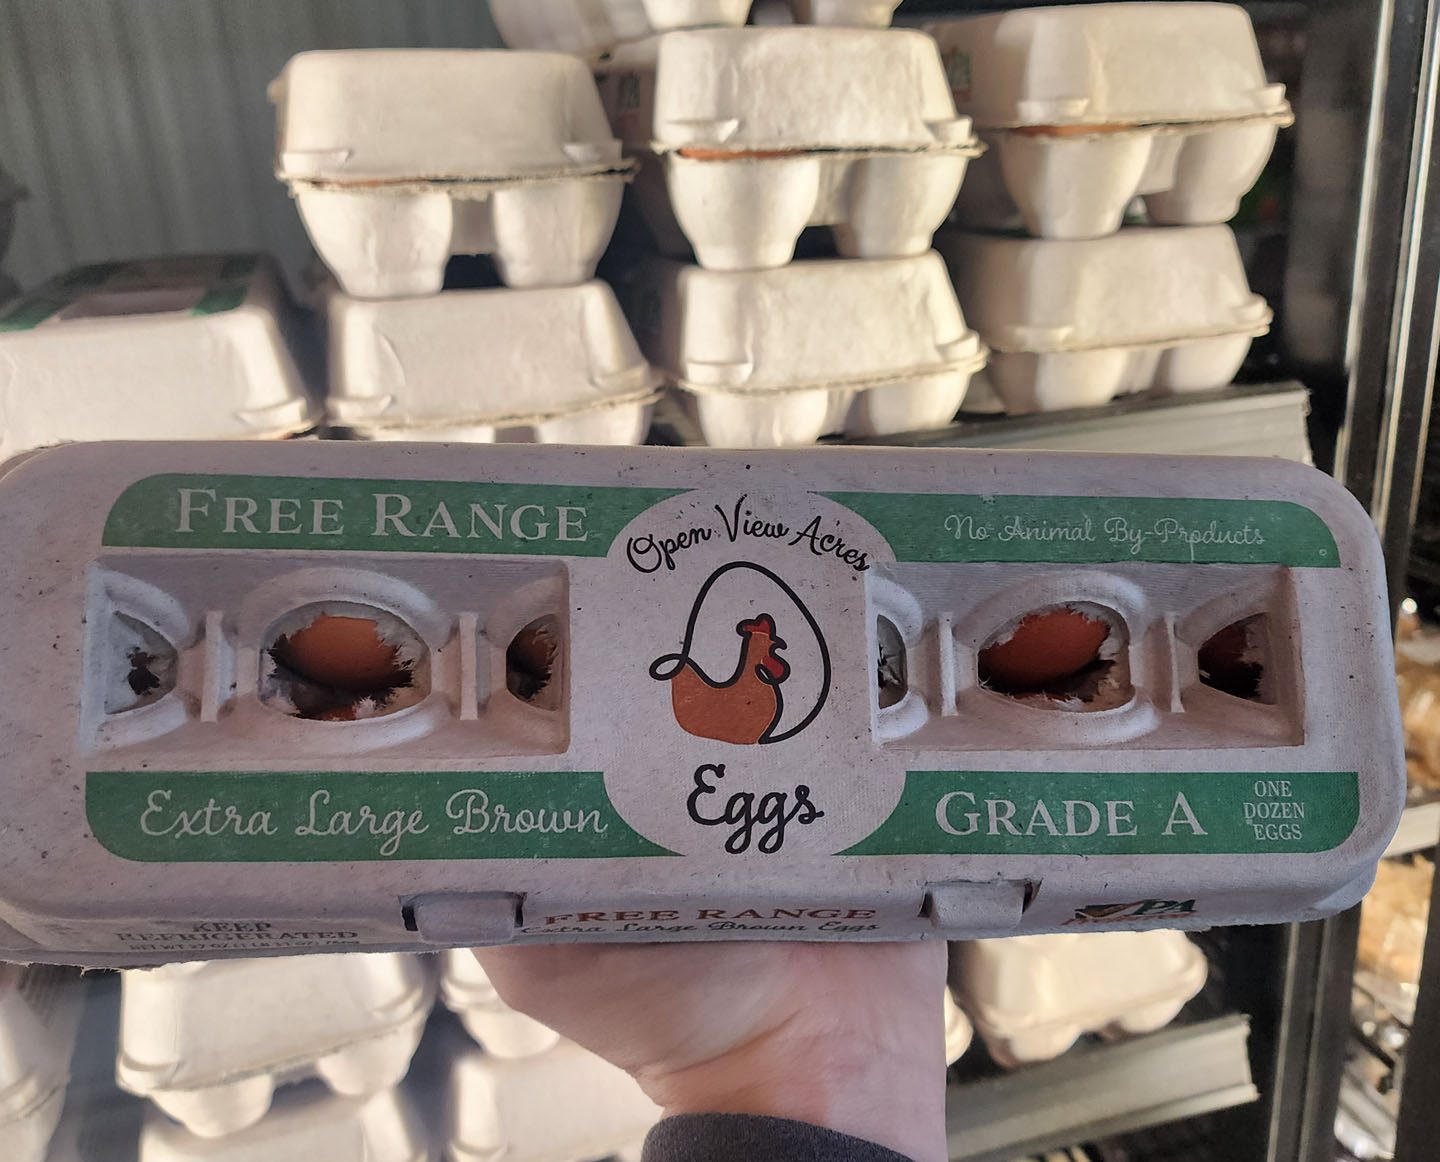 FREE RANGE
Open View Acres
No Animal By-Products
Extra Large Brown
Eggs
GRADE A
ONE
DOZEN
EGGS
KEEP
REFRIGERATED
FREE RANGE
Extra Large Brown Eggs
PA